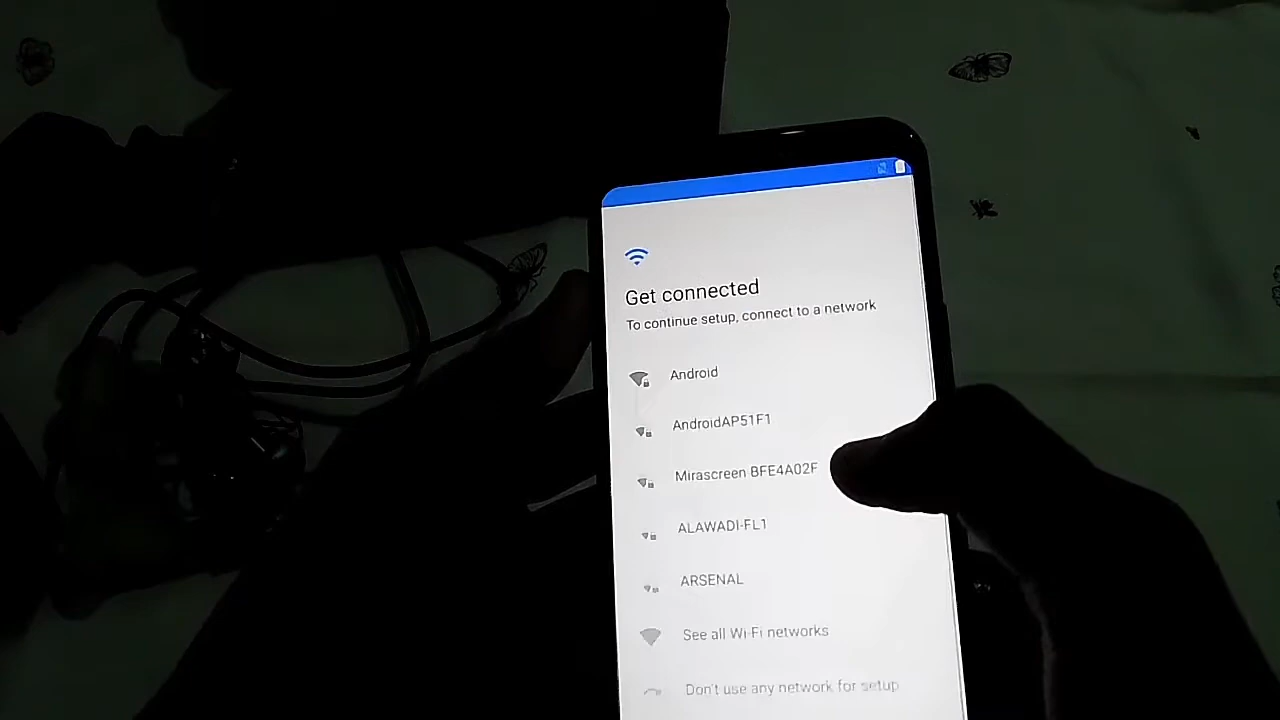 Get connected
To continue setup, connect to a network
Android
AndroidAP51F1
Mirascreen BFE4A02F
ALAWADI-FL1
ARSENAL
See all Wi-Fi networks
Don't use any network for setup